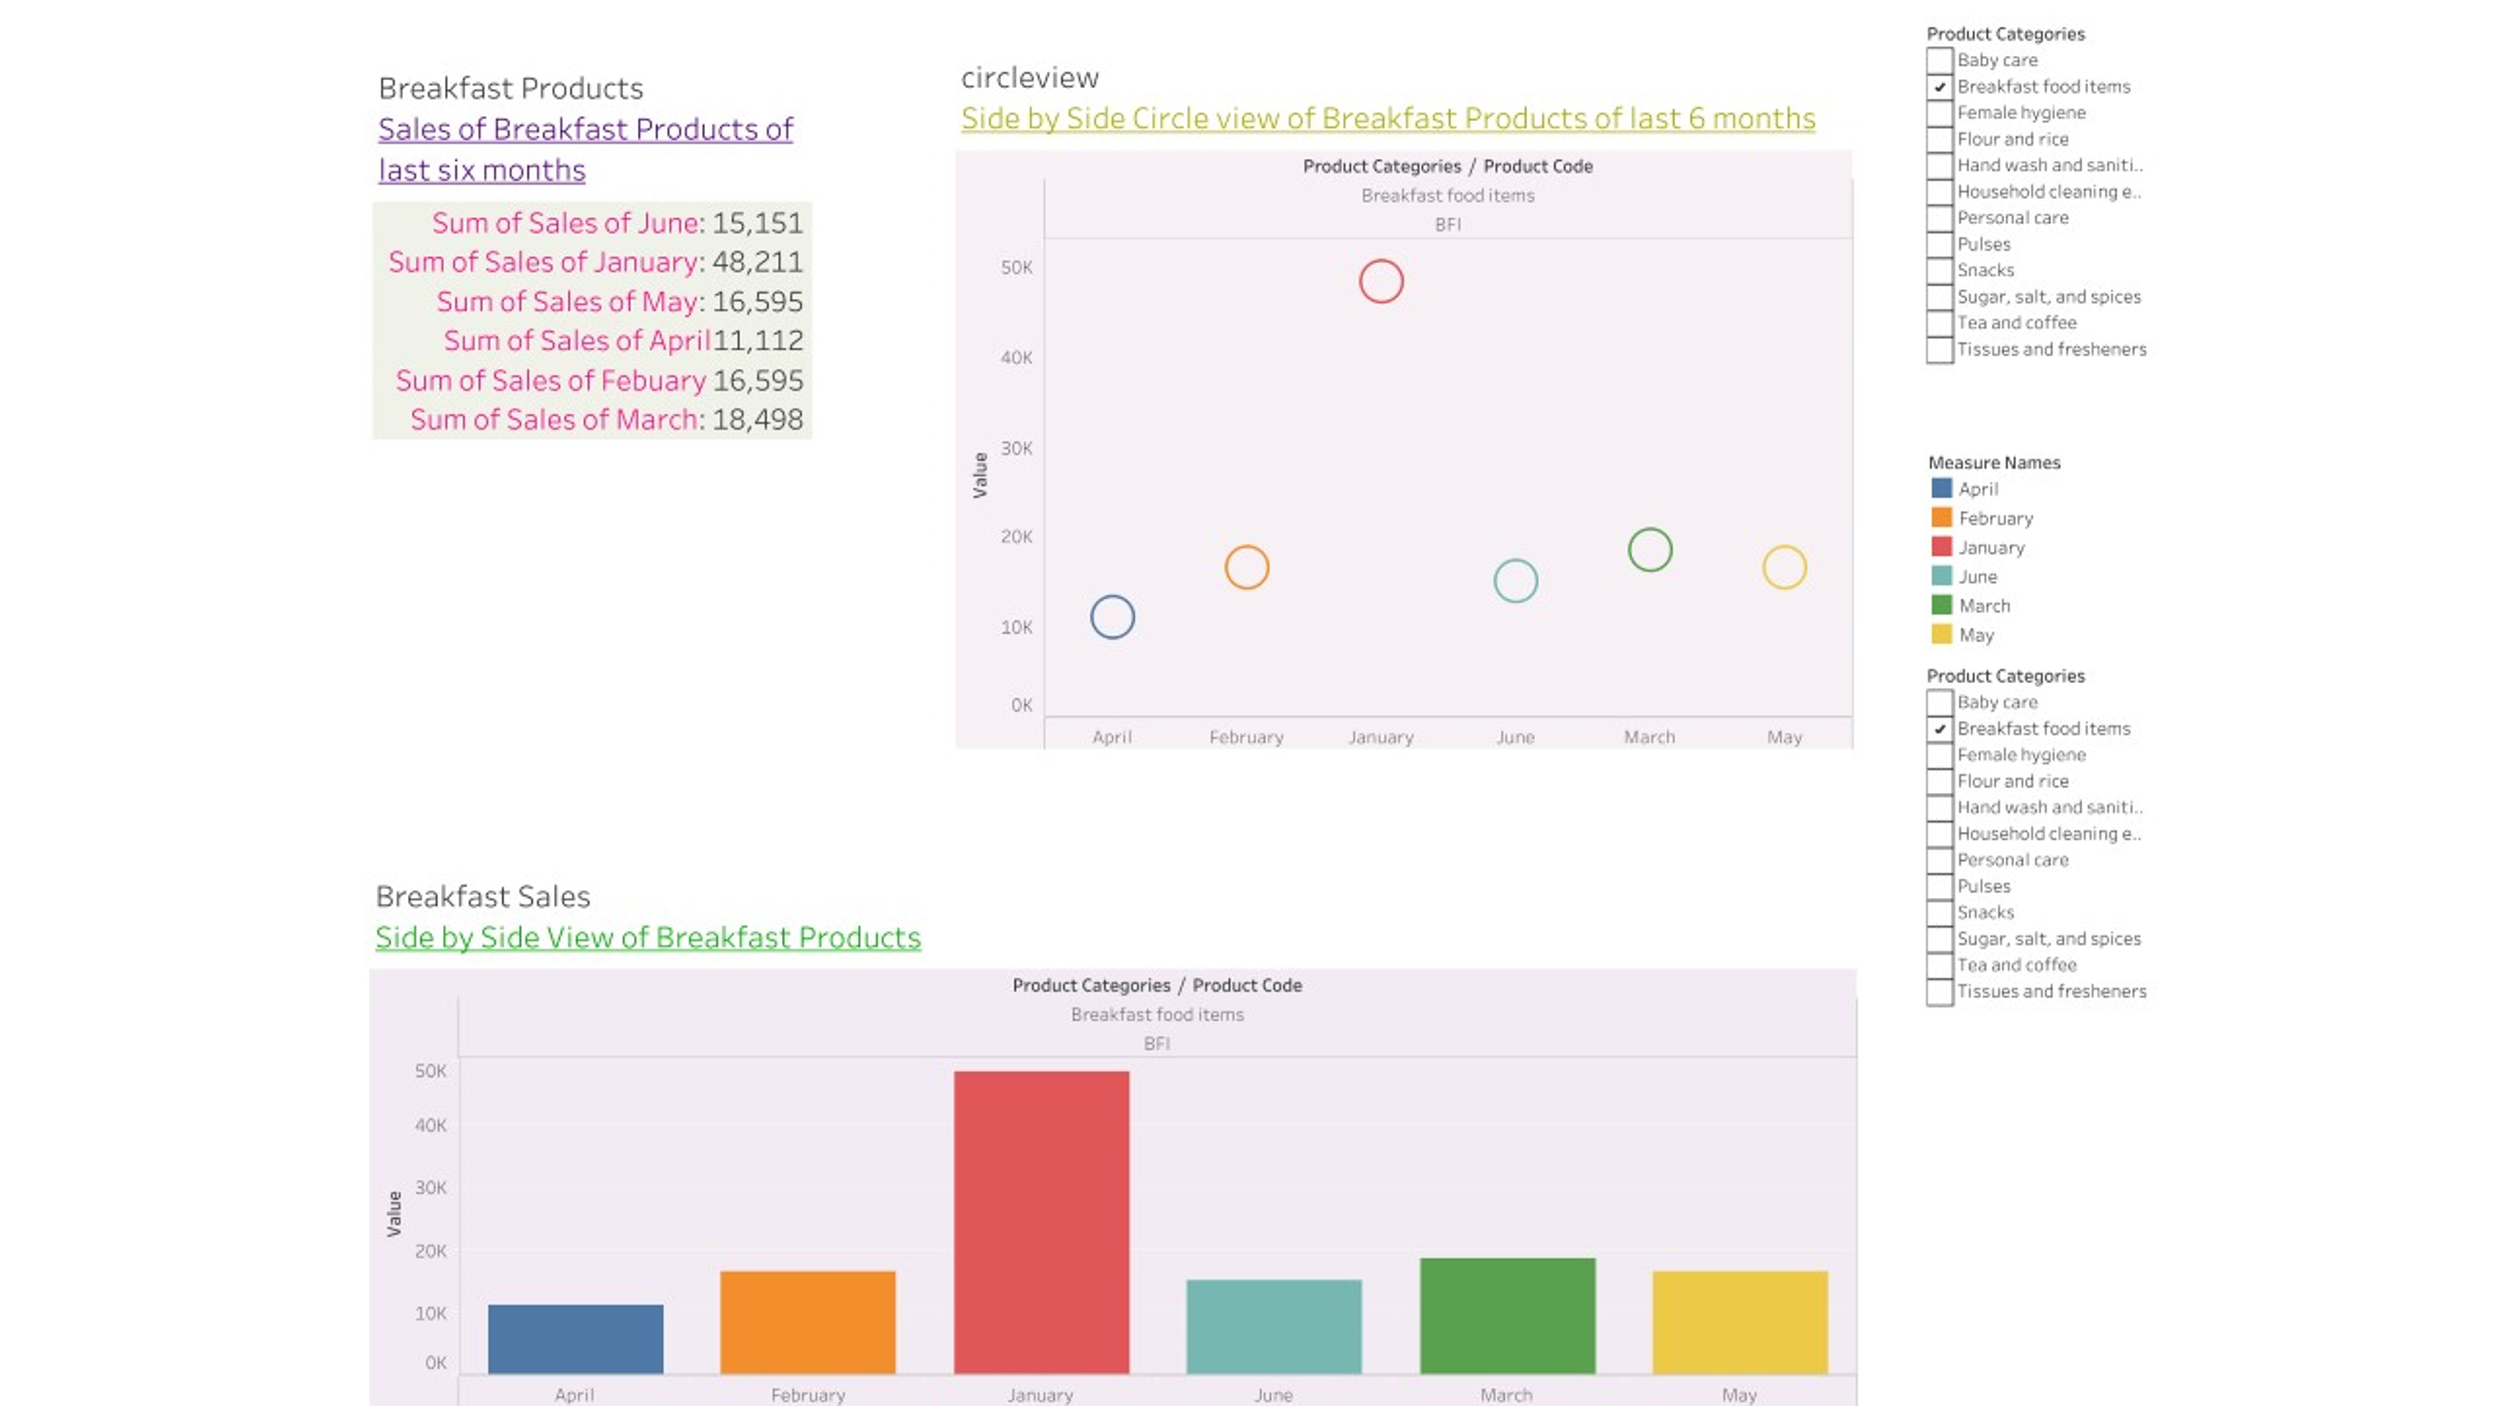 Breakfast Products
Sales of Breakfast Products of
last six months
Sum of Sales of June: 15,151
Sum of Sales of January: 48,211
Sum of Sales of May: 16,595
Sum of Sales of April 11,112
Sum of Sales of Febuary 16,595
Sum of Sales of March: 18,498
circleview
Side by Side Circle view of Breakfast Products of last 6 months
Product Categories / Product Code
Breakfast food items
BFI
50K
40K
30K
20K
10K
0K
Value
April February January June March May
Product Categories
Baby care
Breakfast food items
Female hygiene
Flour and rice
Hand wash and saniti..
Household cleaning e..
Personal care
Pulses
Snacks
Sugar, salt, and spices
Tea and coffee
Tissues and fresheners
Measure Names
April
February
January
June
March
May
Product Categories
Baby care
Breakfast food items
Female hygiene
Flour and rice
Hand wash and saniti..
Household cleaning e..
Personal care
Pulses
Snacks
Sugar, salt, and spices
Tea and coffee
Tissues and fresheners
Breakfast Sales
Side by Side View of Breakfast Products
Product Categories / Product Code
Breakfast food items
BFI
50K
40K
30K
20K
10K
0K
Value
April February January June March May